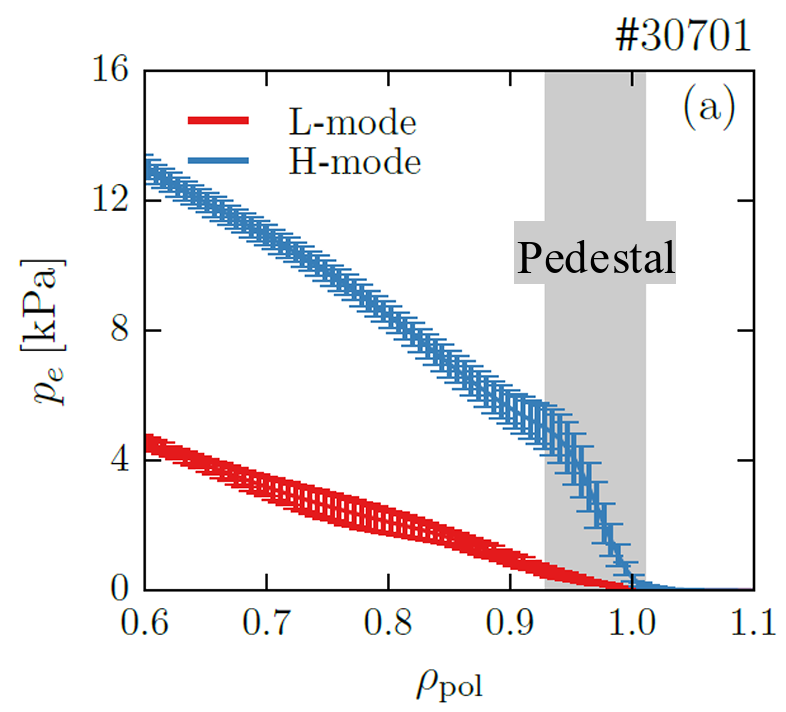 #30701
(a)
L-mode
H-mode
Pedestal
p_e [kPa]
16
12
8
4
0
0.6 0.7 0.8 0.9 1.0 1.1
ρ_pol